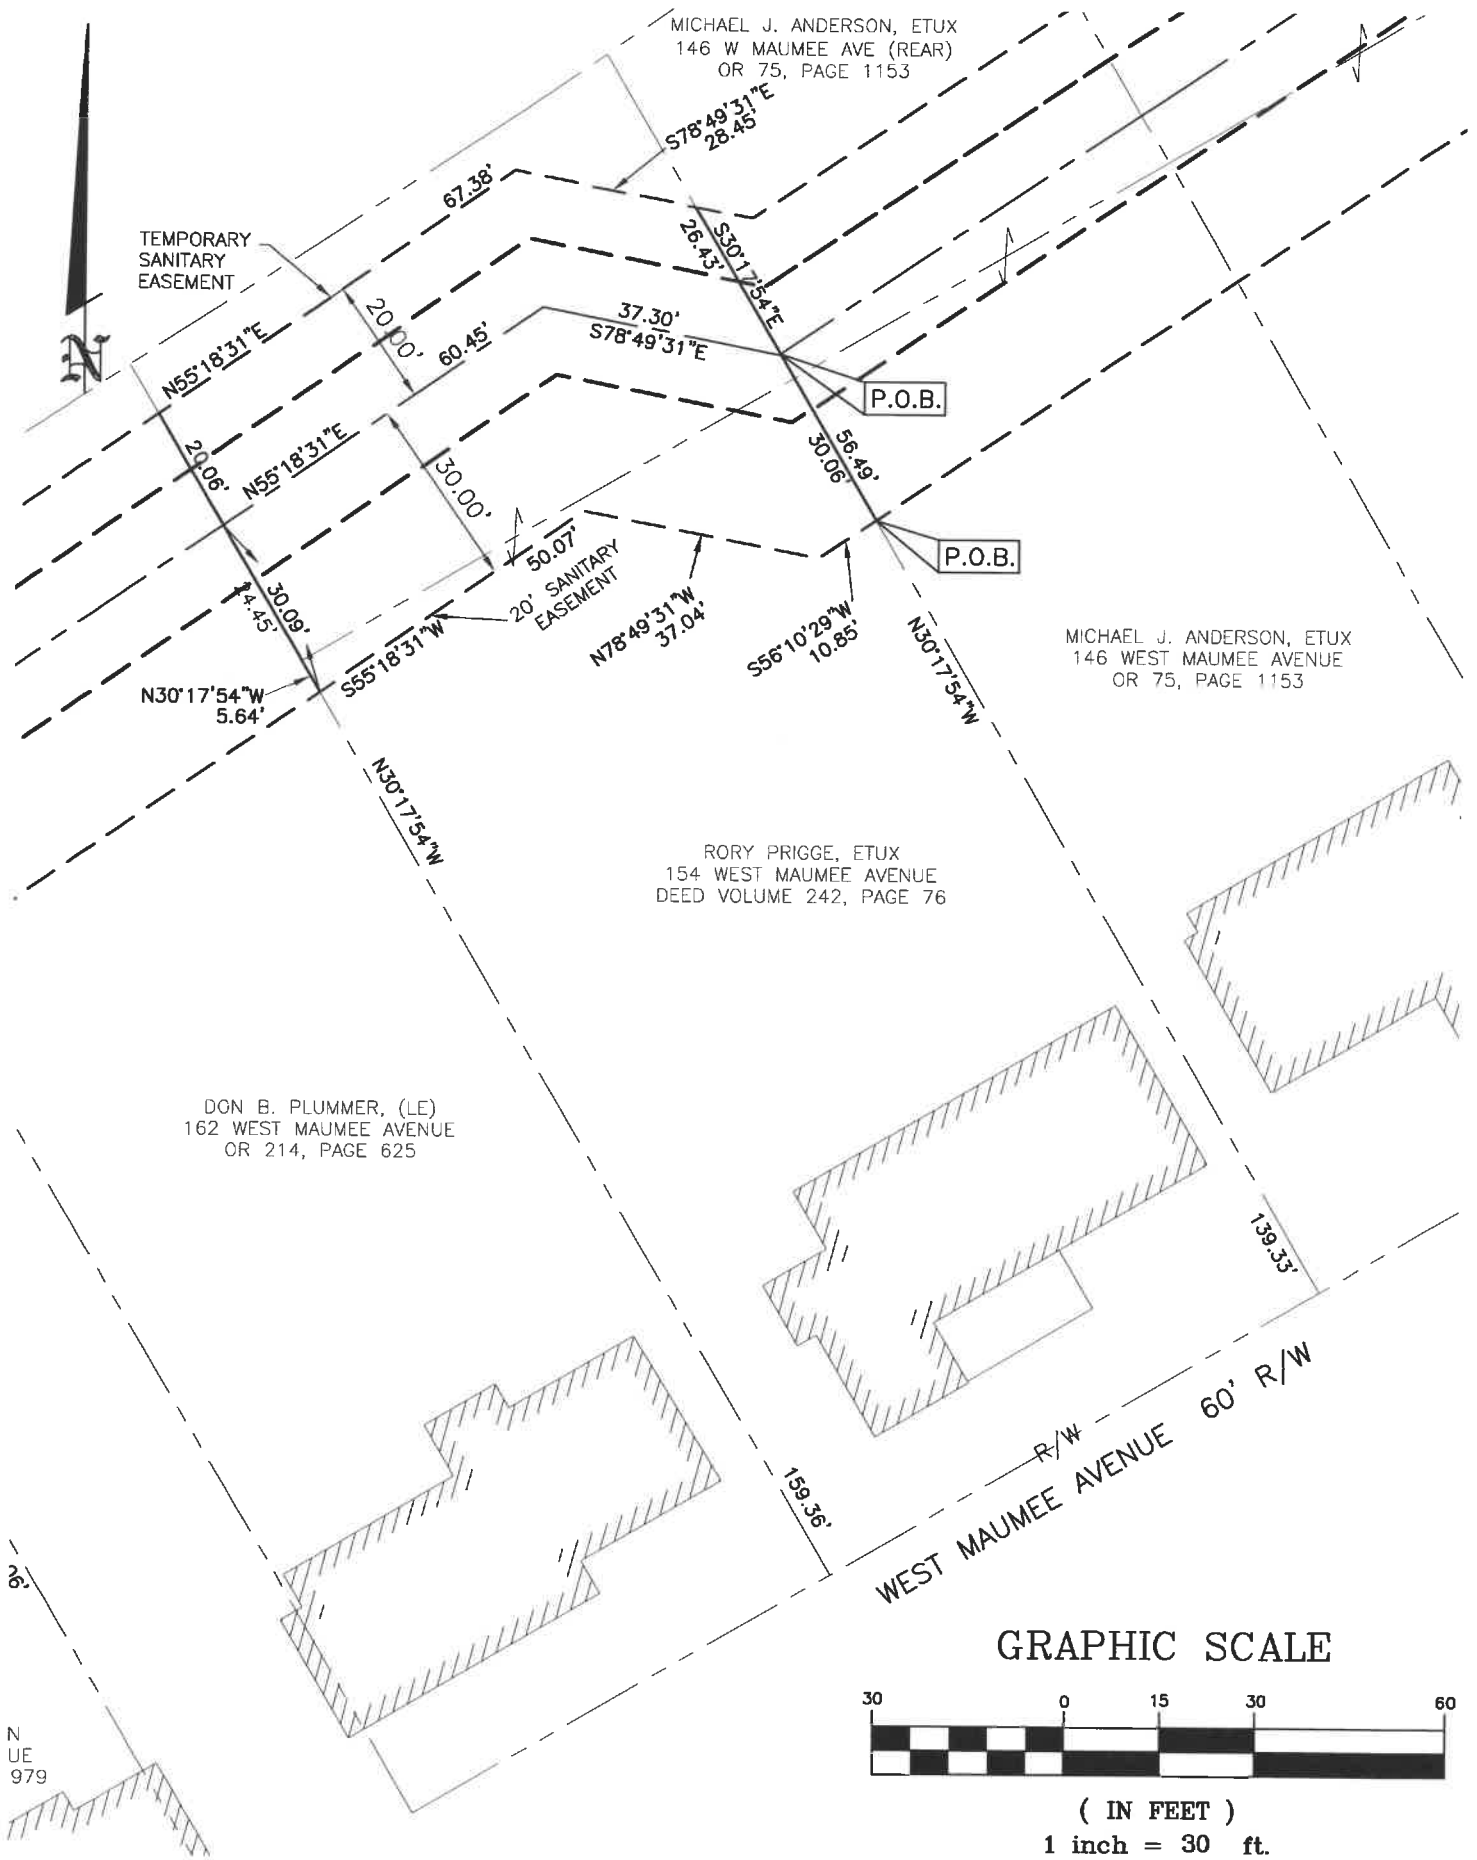 MICHAEL J. ANDERSON, ETUX
146 W MAUMEE AVE (REAR)
OR 75, PAGE 1153
S78°49'31"E
28.45'
67.38'
TEMPORARY
SANITARY
EASEMENT
S30°17'54"E
26.43'
20.00'
37.30'
S78°49'31"E
60.45'
N55°18'31"E
N
P.O.B.
20.06'
N55°18'31"E
30.00'
56.49'
30.06'
50.07'
20' SANITARY
EASEMENT
P.O.B.
30.09'
24.45'
S55°18'31"W
N78°49'31"W
37.04'
S56°10'29"W
10.85'
N30°17'54"W
N30°17'54"W
5.64'
MICHAEL J. ANDERSON, ETUX
146 WEST MAUMEE AVENUE
OR 75, PAGE 1153
N30°17'54"W
RORY PRIGGE, ETUX
154 WEST MAUMEE AVENUE
DEED VOLUME 242, PAGE 76
DON B. PLUMMER, (LE)
162 WEST MAUMEE AVENUE
OR 214, PAGE 625
139.33'
159.36'
R/W
WEST MAUMEE AVENUE 60' R/W
6'
N
UE
979
GRAPHIC SCALE
30 0 15 30 60
( IN FEET )
1 inch = 30 ft.